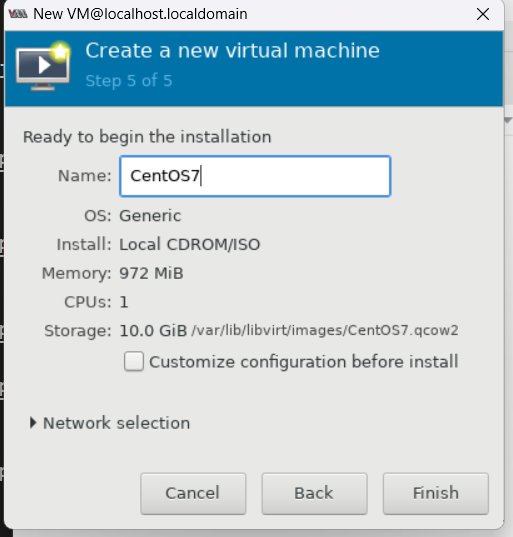 New VM@localhost.localdomain
Create a new virtual machine
Step 5 of 5
Ready to begin the installation
Name: CentOS7
OS: Generic
Install: Local CDROM/ISO
Memory: 972 MiB
CPUs: 1
Storage: 10.0 GiB /var/lib/libvirt/images/CentOS7.qcow2
Customize configuration before install
Network selection
Cancel Back Finish